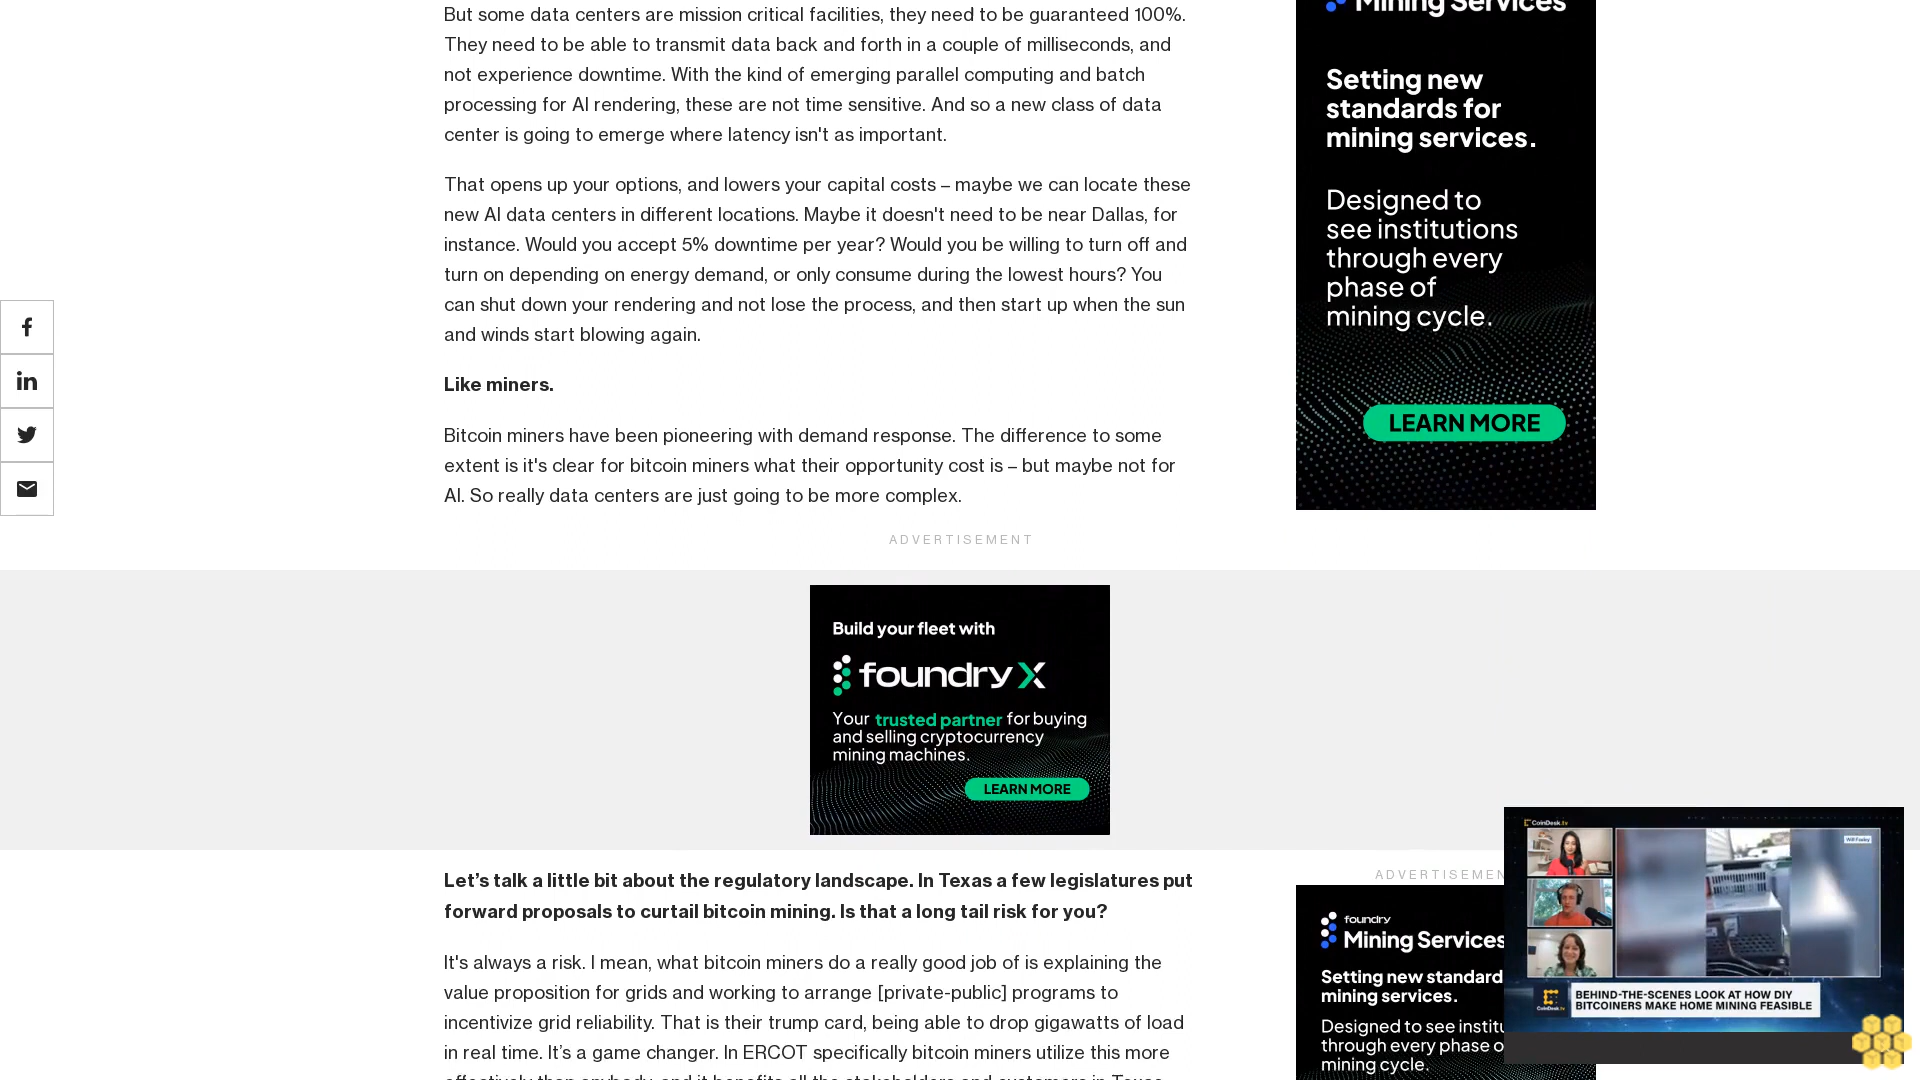 But some data centers are mission critical facilities, they need to be guaranteed 100%.
They need to be able to transmit data back and forth in a couple of milliseconds, and
not experience downtime. With the kind of emerging parallel computing and batch
processing for AI rendering, these are not time sensitive. And so a new class of data
center is going to emerge where latency isn't as important.
That opens up your options, and lowers your capital costs – maybe we can locate these
new AI data centers in different locations. Maybe it doesn't need to be near Dallas, for
instance. Would you accept 5% downtime per year? Would you be willing to turn off and
turn on depending on energy demand, or only consume during the lowest hours? You
can shut down your rendering and not lose the process, and then start up when the sun
and winds start blowing again.
Like miners.
Bitcoin miners have been pioneering with demand response. The difference to some
extent is it's clear for bitcoin miners what their opportunity cost is – but maybe not for
AI. So really data centers are just going to be more complex.
Mining Services
Setting new
standards for
mining services.
Designed to
see institutions
through every
phase of
mining cycle.
LEARN MORE
ADVERTISEMENT
Build your fleet with
foundry X
Your trusted partner for buying
and selling cryptocurrency
mining machines.
LEARN MORE
Let’s talk a little bit about the regulatory landscape. In Texas a few legislatures put
forward proposals to curtail bitcoin mining. Is that a long tail risk for you?
It's always a risk. I mean, what bitcoin miners do a really good job of is explaining the
value proposition for grids and working to arrange [private-public] programs to
incentivize grid reliability. That is their trump card, being able to drop gigawatts of load
in real time. It’s a game changer. In ERCOT specifically bitcoin miners utilize this more
effectively than anybody, and it benefits all the stakeholders and customers in Texas.
ADVERTISEMEN
foundry
Mining Services
Setting new standard
mining services.
Designed to see institu
through every phase o
mining cycle.
CoinDesk.tv
Will Foxley
BEHIND-THE-SCENES LOOK AT HOW DIY
BITCOINERS MAKE HOME MINING FEASIBLE